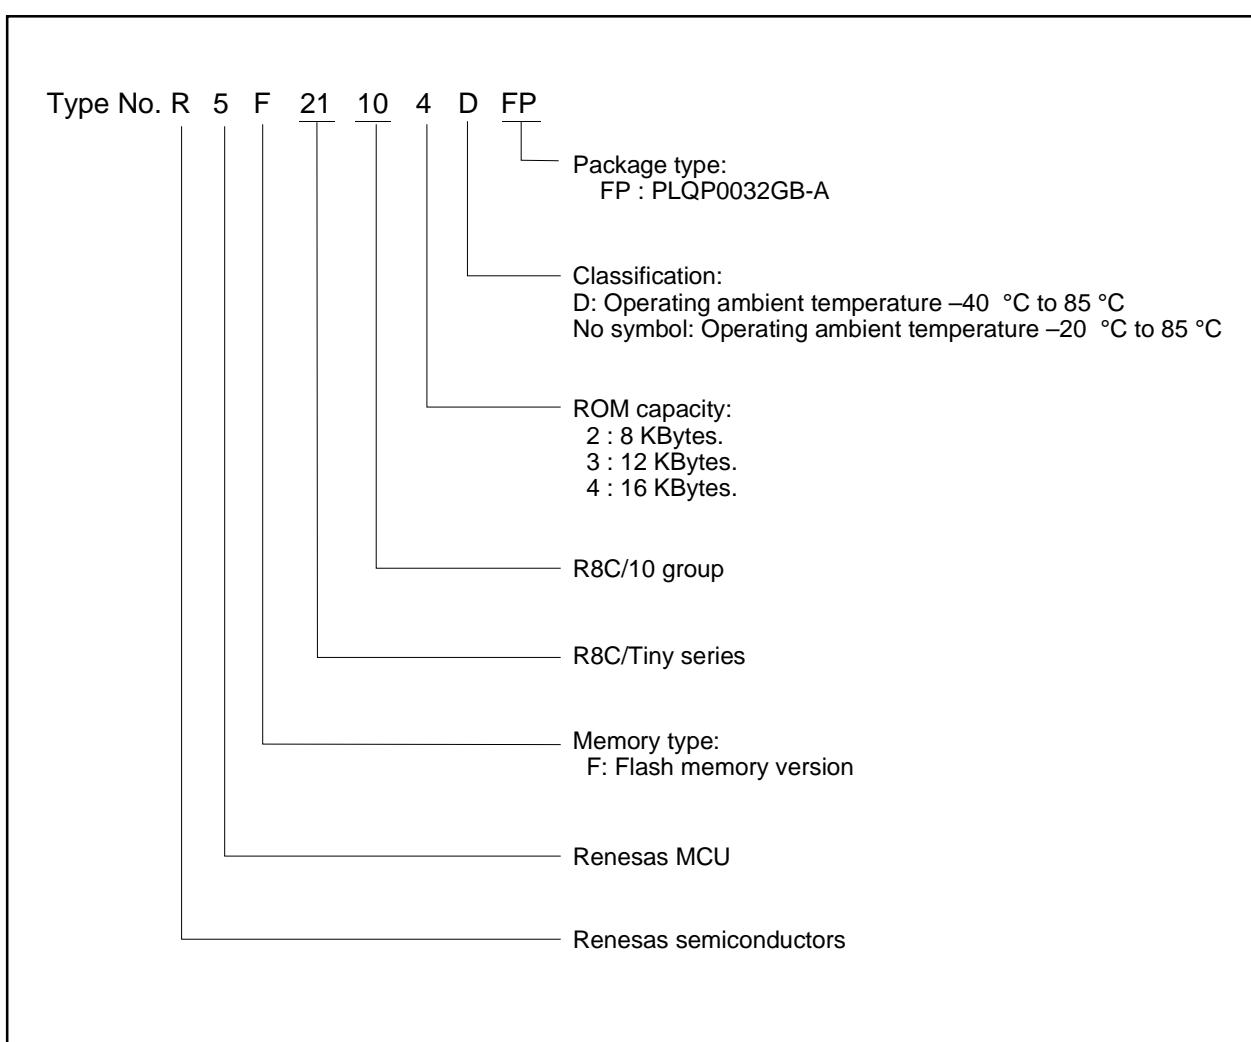 Type No. R 5 F 21 10 4 D FP
Package type:
FP : PLQP0032GB-A
Classification:
D: Operating ambient temperature –40 °C to 85 °C
No symbol: Operating ambient temperature –20 °C to 85 °C
ROM capacity:
2 : 8 KBytes.
3 : 12 KBytes.
4 : 16 KBytes.
R8C/10 group
R8C/Tiny series
Memory type:
F: Flash memory version
Renesas MCU
Renesas semiconductors